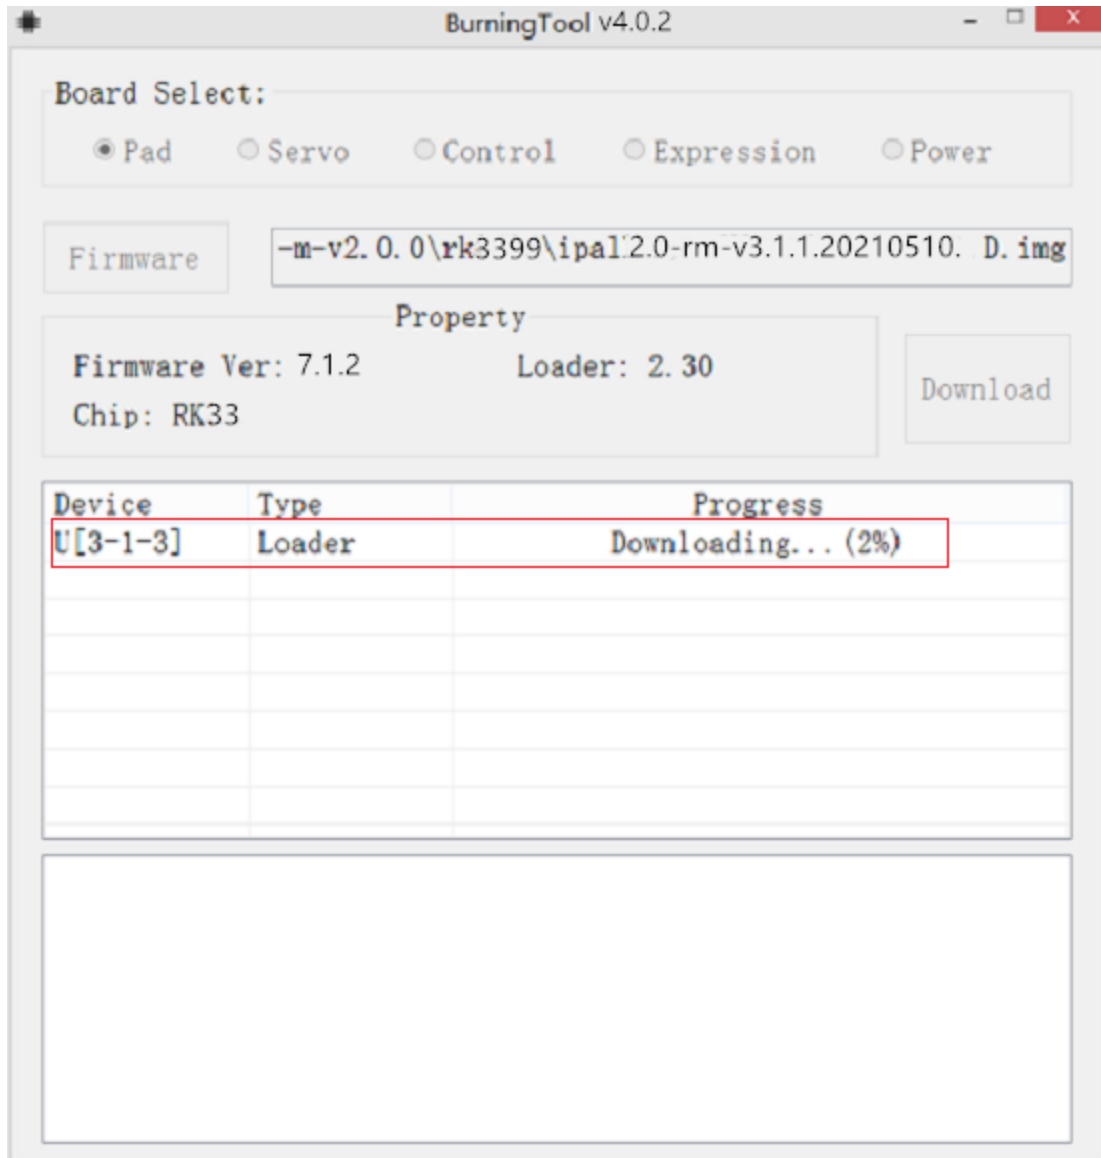 BurningTool v4.0.2
Board Select:
Pad Servo Control Expression Power
Firmware -m-v2.0.0\rk3399\ipal 2.0-rm-v3.1.1.20210510. D.img
Property
Firmware Ver: 7.1.2 Loader: 2.30
Download
Chip: RK33
Device Type Progress
U[3-1-3] Loader Downloading...(2%)